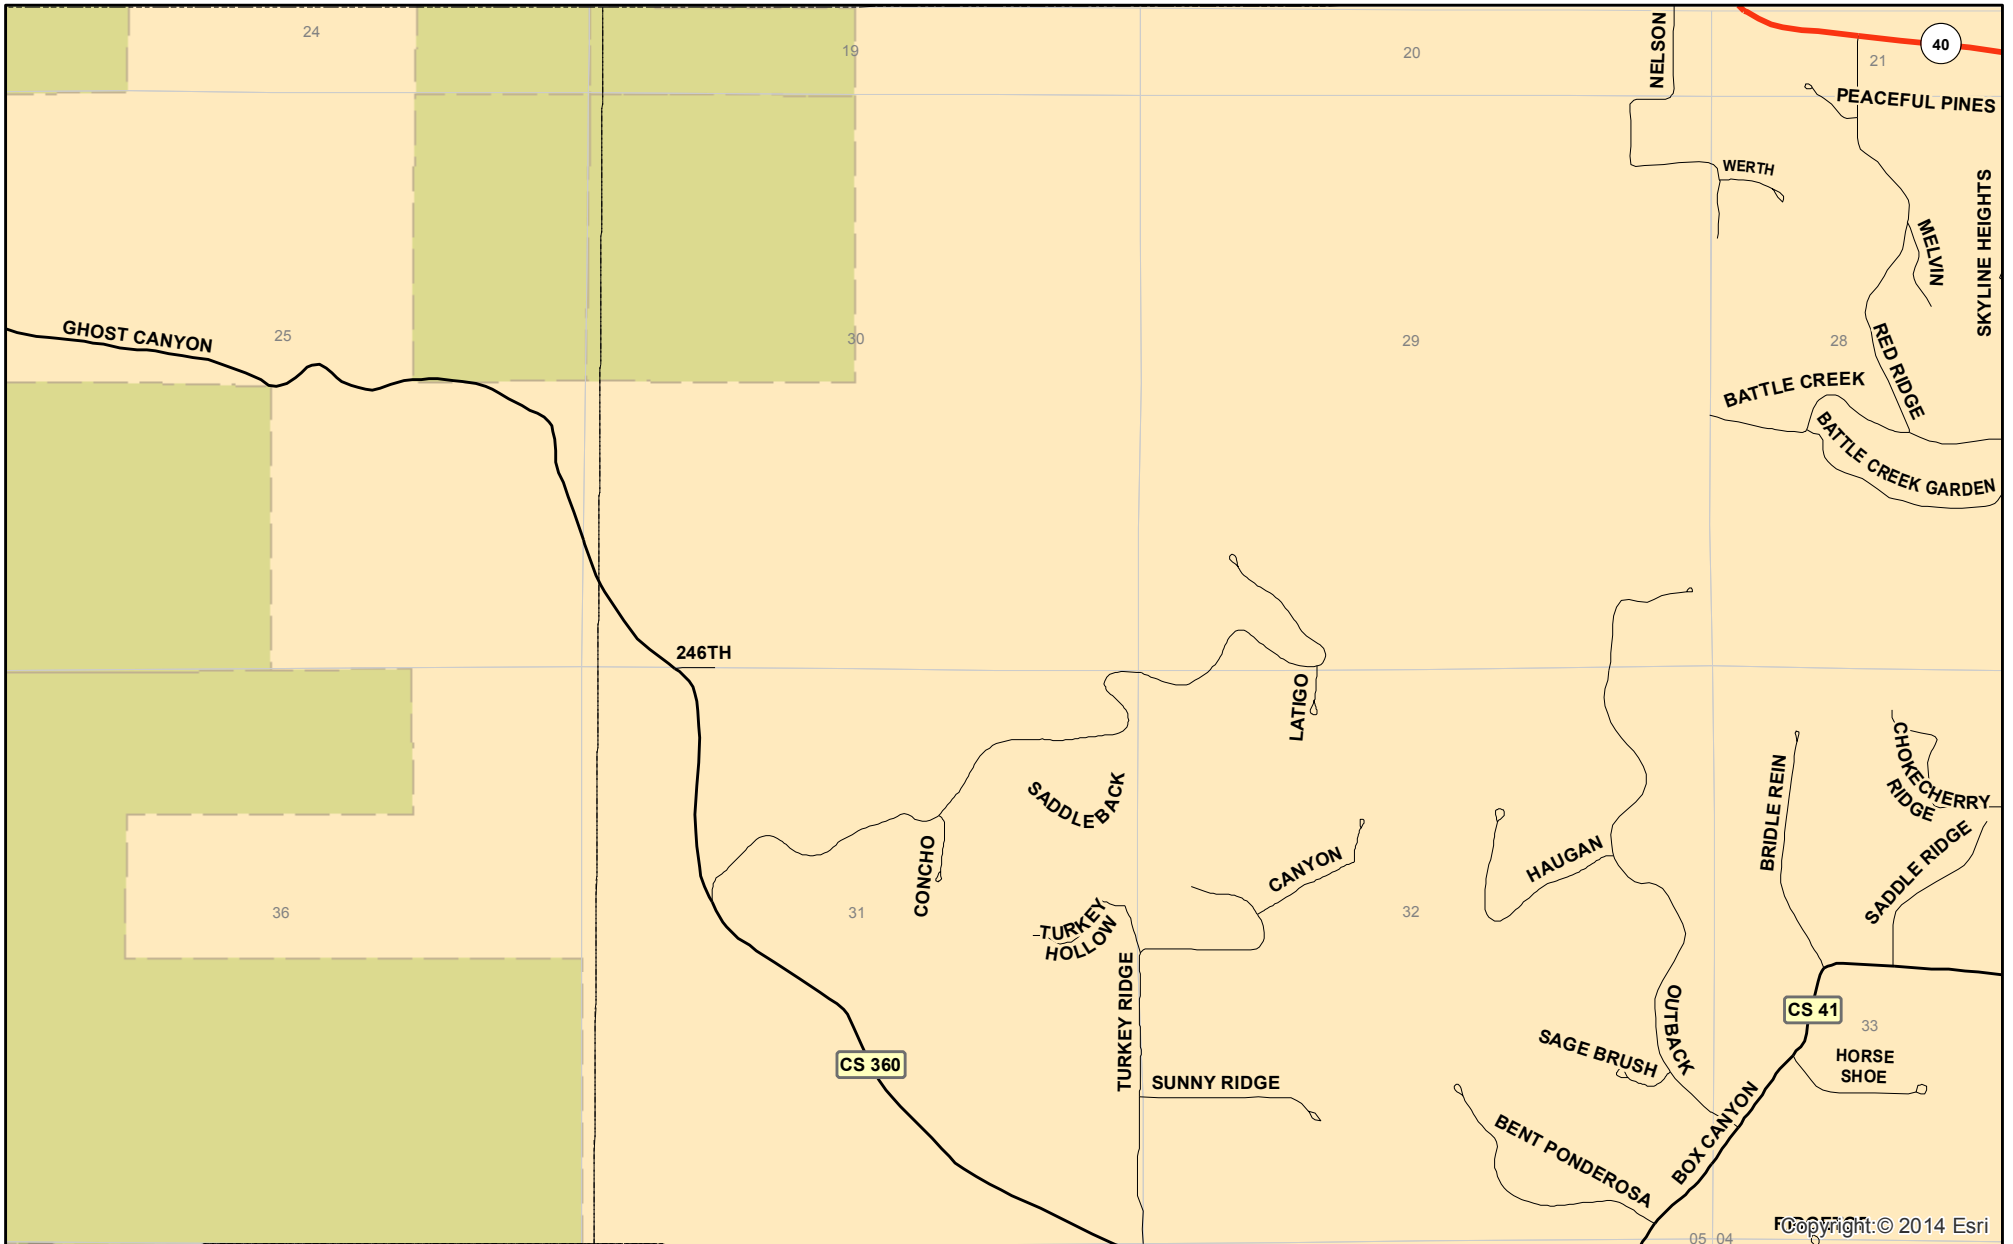 24
19
20
NELSON
40
21
PEACEFUL PINES
WERTH
SKYLINE HEIGHTS
MELVIN
GHOST CANYON
25
30
29
28
RED RIDGE
BATTLE CREEK
BATTLE CREEK GARDEN
246TH
LATIGO
SADDLEBACK
CONCHO
CANYON
HAUGAN
BRIDLE REIN
CHOKECHERRY
RIDGE
SADDLE RIDGE
36
31
32
TURKEY
HOLLOW
TURKEY RIDGE
OUTBACK
CS 41
33
CS 360
SAGE BRUSH
HORSE
SHOE
SUNNY RIDGE
BENT PONDEROSA
BOX CANYON
05 04
Copyright:© 2014 Esri